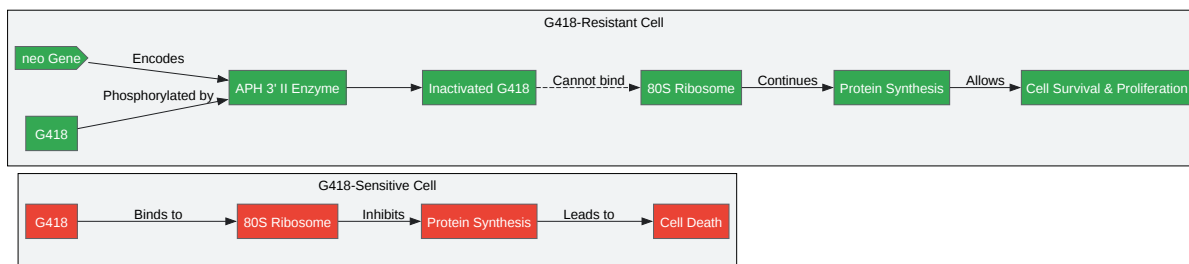 G418-Resistant Cell
neo Gene
Encodes
Phosphorylated by
G418
APH 3' II Enzyme
Inactivated G418
Cannot bind
80S Ribosome
Continues
Protein Synthesis
Allows
Cell Survival & Proliferation
G418-Sensitive Cell
G418
Binds to
80S Ribosome
Inhibits
Protein Synthesis
Leads to
Cell Death